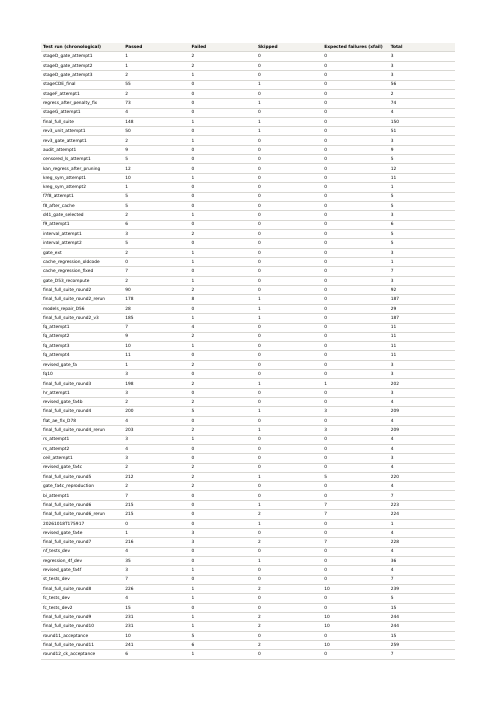 Test run (chronological) Passed Failed Skipped Expected failures (xfail) Total
stageD_gate_attempt1 1 2 0 0 3
stageD_gate_attempt2 1 2 0 0 3
stageD_gate_attempt3 2 1 0 0 3
stageCDE_final 55 0 1 0 56
stageF_attempt1 2 0 0 0 2
regress_after_penalty_fix 73 0 1 0 74
stageG_attempt1 4 0 0 0 4
final_full_suite 148 1 1 0 150
rev3_unit_attempt1 50 0 1 0 51
rev3_gate_attempt1 2 1 0 0 3
audit_attempt1 9 0 0 0 9
censored_ls_attempt1 5 0 0 0 5
kan_regress_after_pruning 12 0 0 0 12
kreg_sym_attempt1 10 1 0 0 11
kreg_sym_attempt2 1 0 0 0 1
f7f8_attempt1 5 0 0 0 5
f8_after_cache 5 0 0 0 5
d41_gate_selected 2 1 0 0 3
f9_attempt1 6 0 0 0 6
interval_attempt1 3 2 0 0 5
interval_attempt2 5 0 0 0 5
gate_ext 2 1 0 0 3
cache_regression_oldcode 0 1 0 0 1
cache_regression_fixed 7 0 0 0 7
gate_D53_recompute 2 1 0 0 3
final_full_suite_round2 90 2 0 0 92
final_full_suite_round2_rerun 178 8 1 0 187
models_repair_D56 28 0 1 0 29
final_full_suite_round2_v3 185 1 1 0 187
fq_attempt1 7 4 0 0 11
fq_attempt2 9 2 0 0 11
fq_attempt3 10 1 0 0 11
fq_attempt4 11 0 0 0 11
revised_gate_fa 1 2 0 0 3
fq10 3 0 0 0 3
final_full_suite_round3 198 2 1 1 202
hr_attempt1 3 0 0 0 3
revised_gate_fa4b 2 2 0 0 4
final_full_suite_round4 200 5 1 3 209
flat_ae_fix_D78 4 0 0 0 4
final_full_suite_round4_rerun 203 2 1 3 209
rs_attempt1 3 1 0 0 4
rs_attempt2 4 0 0 0 4
ceil_attempt1 3 0 0 0 3
revised_gate_fa4c 2 2 0 0 4
final_full_suite_round5 212 2 1 5 220
gate_fa4c_reproduction 2 2 0 0 4
bi_attempt1 7 0 0 0 7
final_full_suite_round6 215 0 1 7 223
final_full_suite_round6_rerun 215 0 2 7 224
20261018T175917 0 0 1 0 1
revised_gate_fa4e 1 3 0 0 4
final_full_suite_round7 216 3 2 7 228
nf_tests_dev 4 0 0 0 4
regression_4f_dev 35 0 1 0 36
revised_gate_fa4f 3 1 0 0 4
st_tests_dev 7 0 0 0 7
final_full_suite_round8 226 1 2 10 239
fc_tests_dev 4 1 0 0 5
fc_tests_dev2 15 0 0 0 15
final_full_suite_round9 231 1 2 10 244
final_full_suite_round10 231 1 2 10 244
round11_acceptance 10 5 0 0 15
final_full_suite_round11 241 6 2 10 259
round12_ck_acceptance 6 1 0 0 7